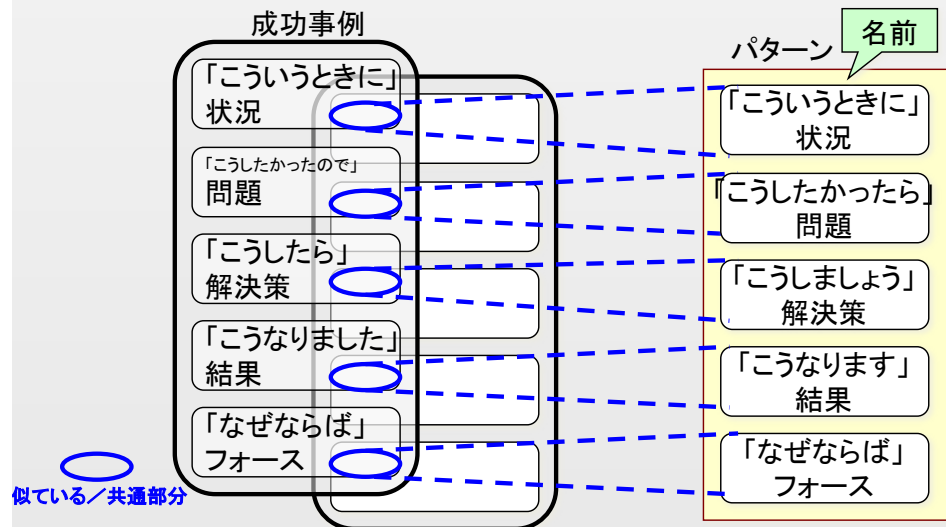 成功事例
「こういうときに」
状況
「こうしたかったので」
問題
「こうしたら」
解決策
「こうなりました」
結果
「なぜならば」
フォース
似ている／共通部分
パターン
名前
「こういうときに」
状況
「こうしたかったら」
問題
「こうしましょう」
解決策
「こうなります」
結果
「なぜならば」
フォース